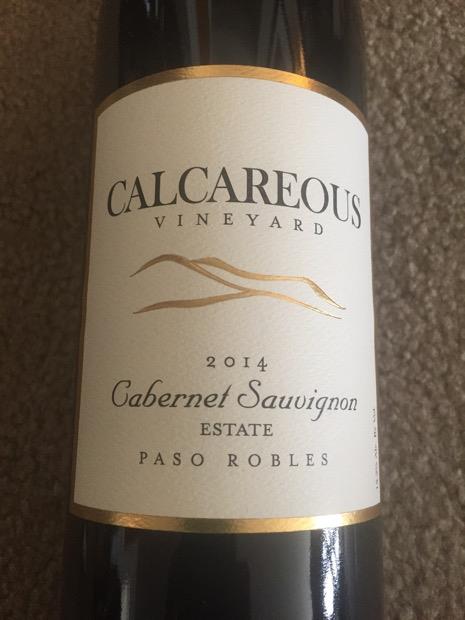 CALCAREOUS
VINEYARD
2014
Cabernet Sauvignon
ESTATE
PASO ROBLES